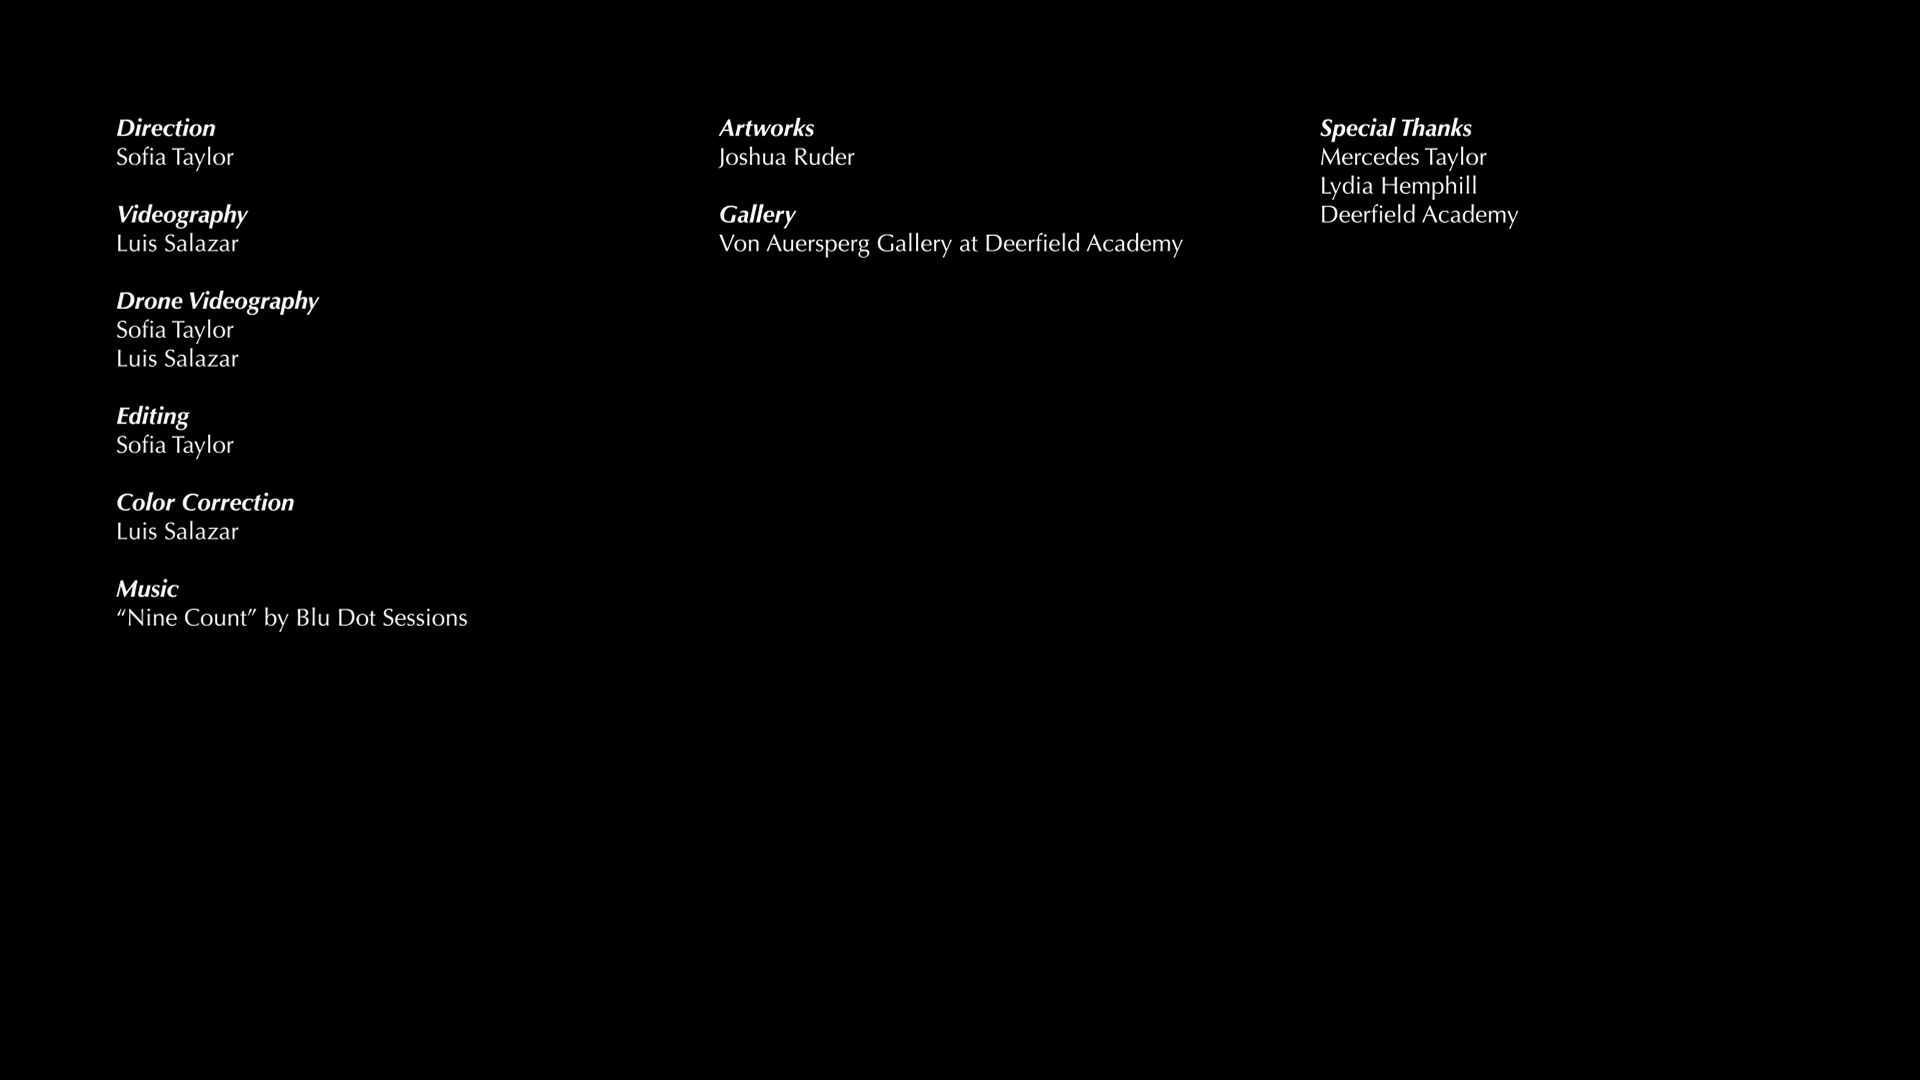 Direction
Sofia Taylor
Videography
Luis Salazar
Drone Videography
Sofia Taylor
Luis Salazar
Editing
Sofia Taylor
Color Correction
Luis Salazar
Music
“Nine Count” by Blu Dot Sessions
Artworks
Joshua Ruder
Gallery
Von Auersperg Gallery at Deerfield Academy
Special Thanks
Mercedes Taylor
Lydia Hemphill
Deerfield Academy